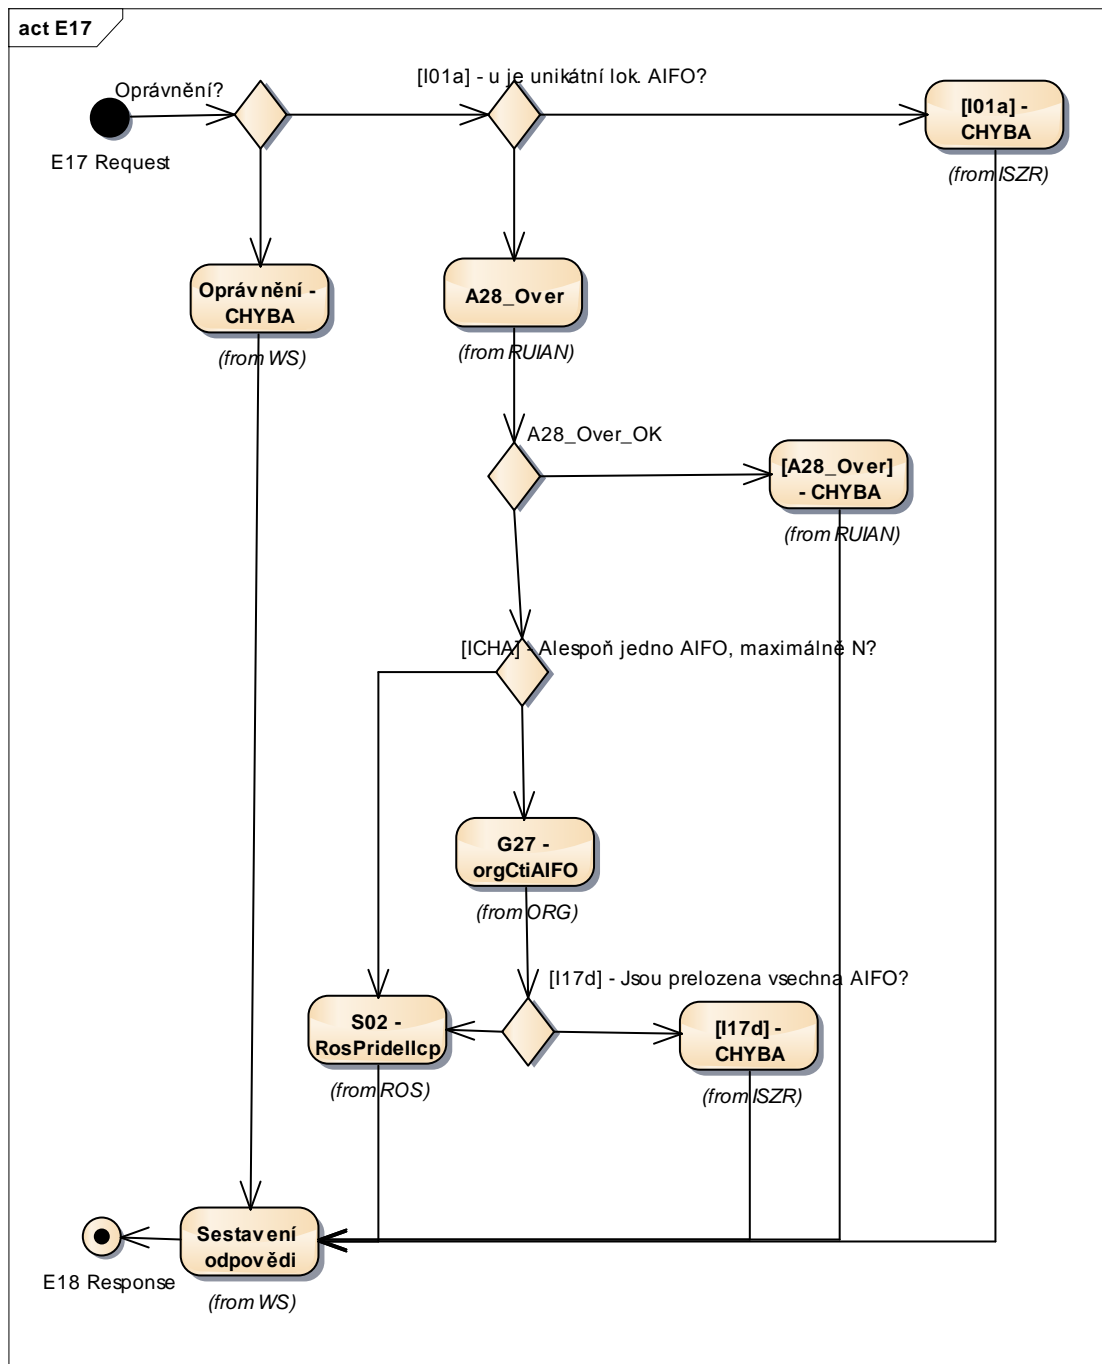 act E17
[I01a] - u je unikátní lok. AIFO?
Oprávnění?
[I01a] -
CHYBA
E17 Request
(from ISZR)
Oprávnění -
CHYBA
A28_Over
(from WS)
(from RUIAN)
A28_Over_OK
[A28_Over]
- CHYBA
(from RUIAN)
[ICHA] - Alespoň jedno AIFO, maximálně N?
G27 -
orgCtiAIFO
(from ORG)
[I17d] - Jsou prelozena vsechna AIFO?
S02 -
RosPridelIcp
[I17d] -
CHYBA
(from ROS)
(from ISZR)
Sestavení
odpovědi
E18 Response
(from WS)